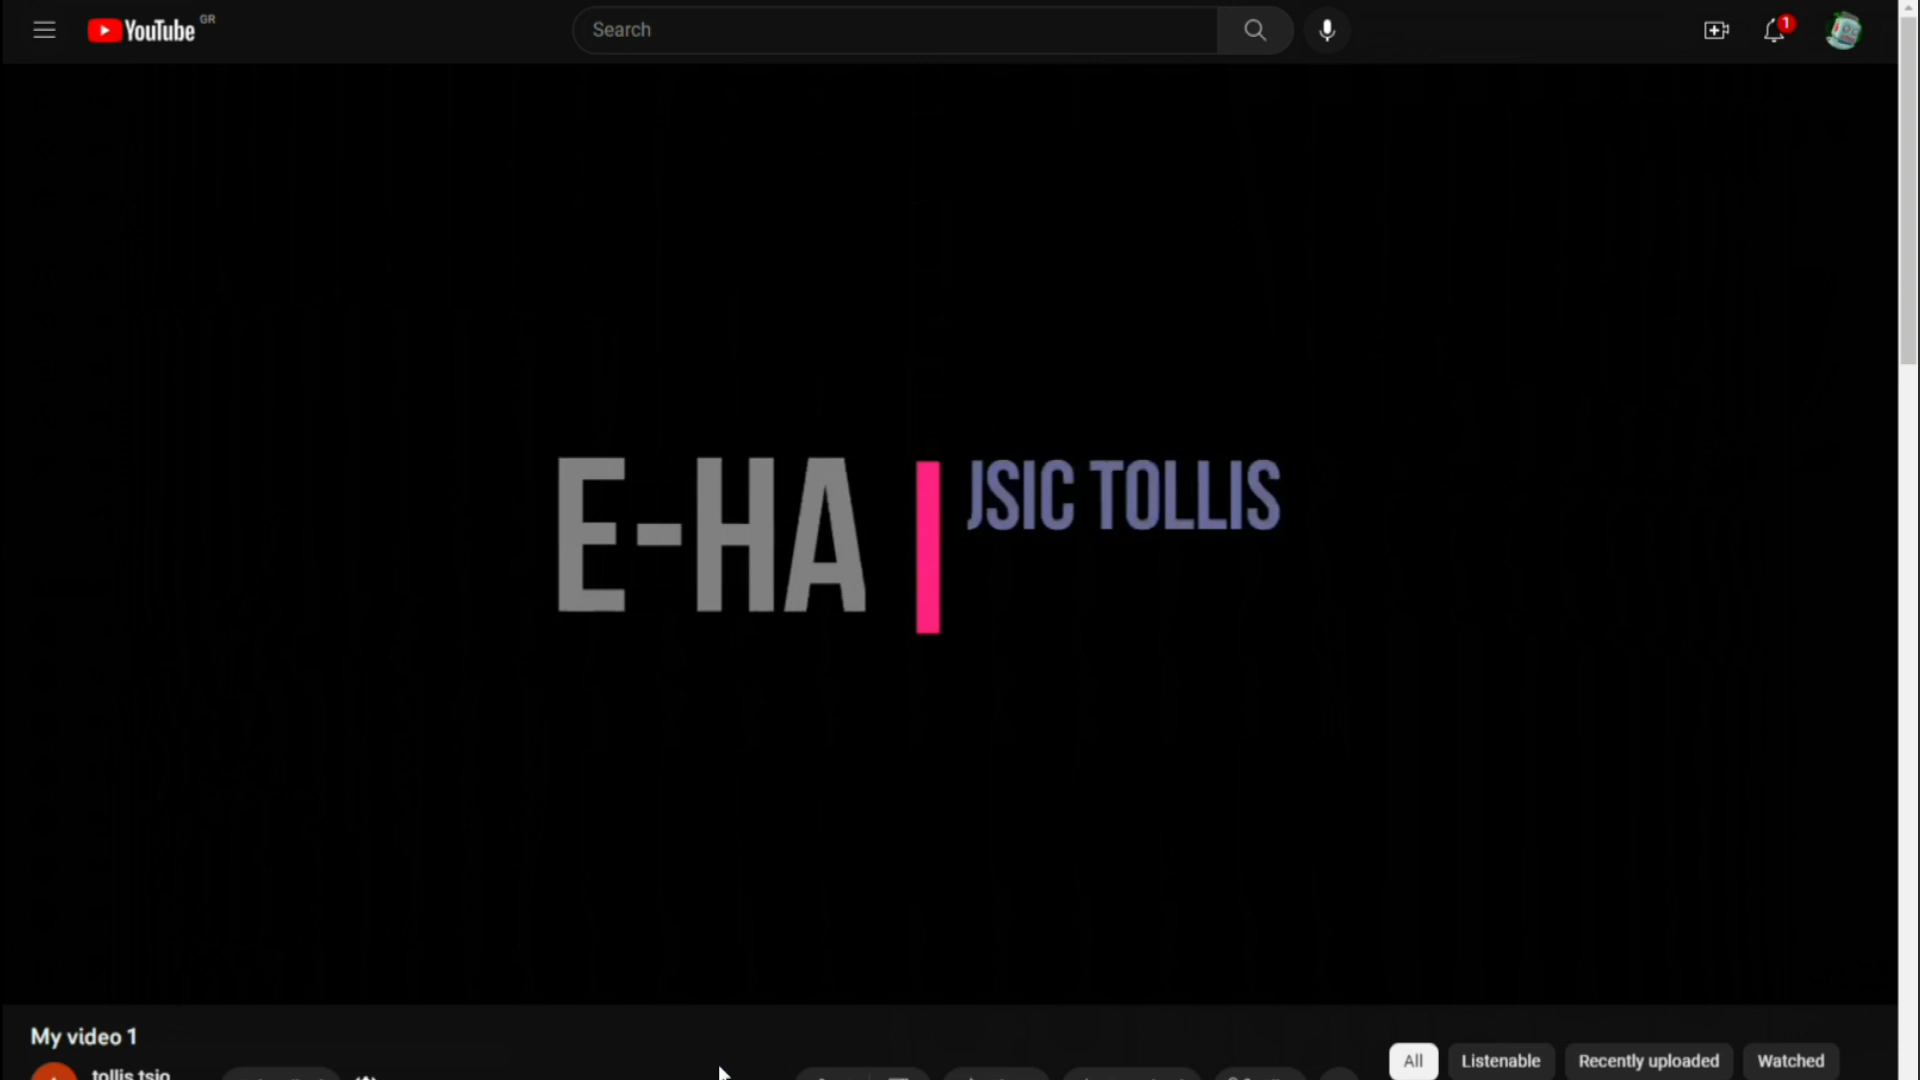 YouTube GR
Search
1
E-HA
JSIC TOLLIS
My video 1
All
Listenable
Recently uploaded
Watched
tollis tsio